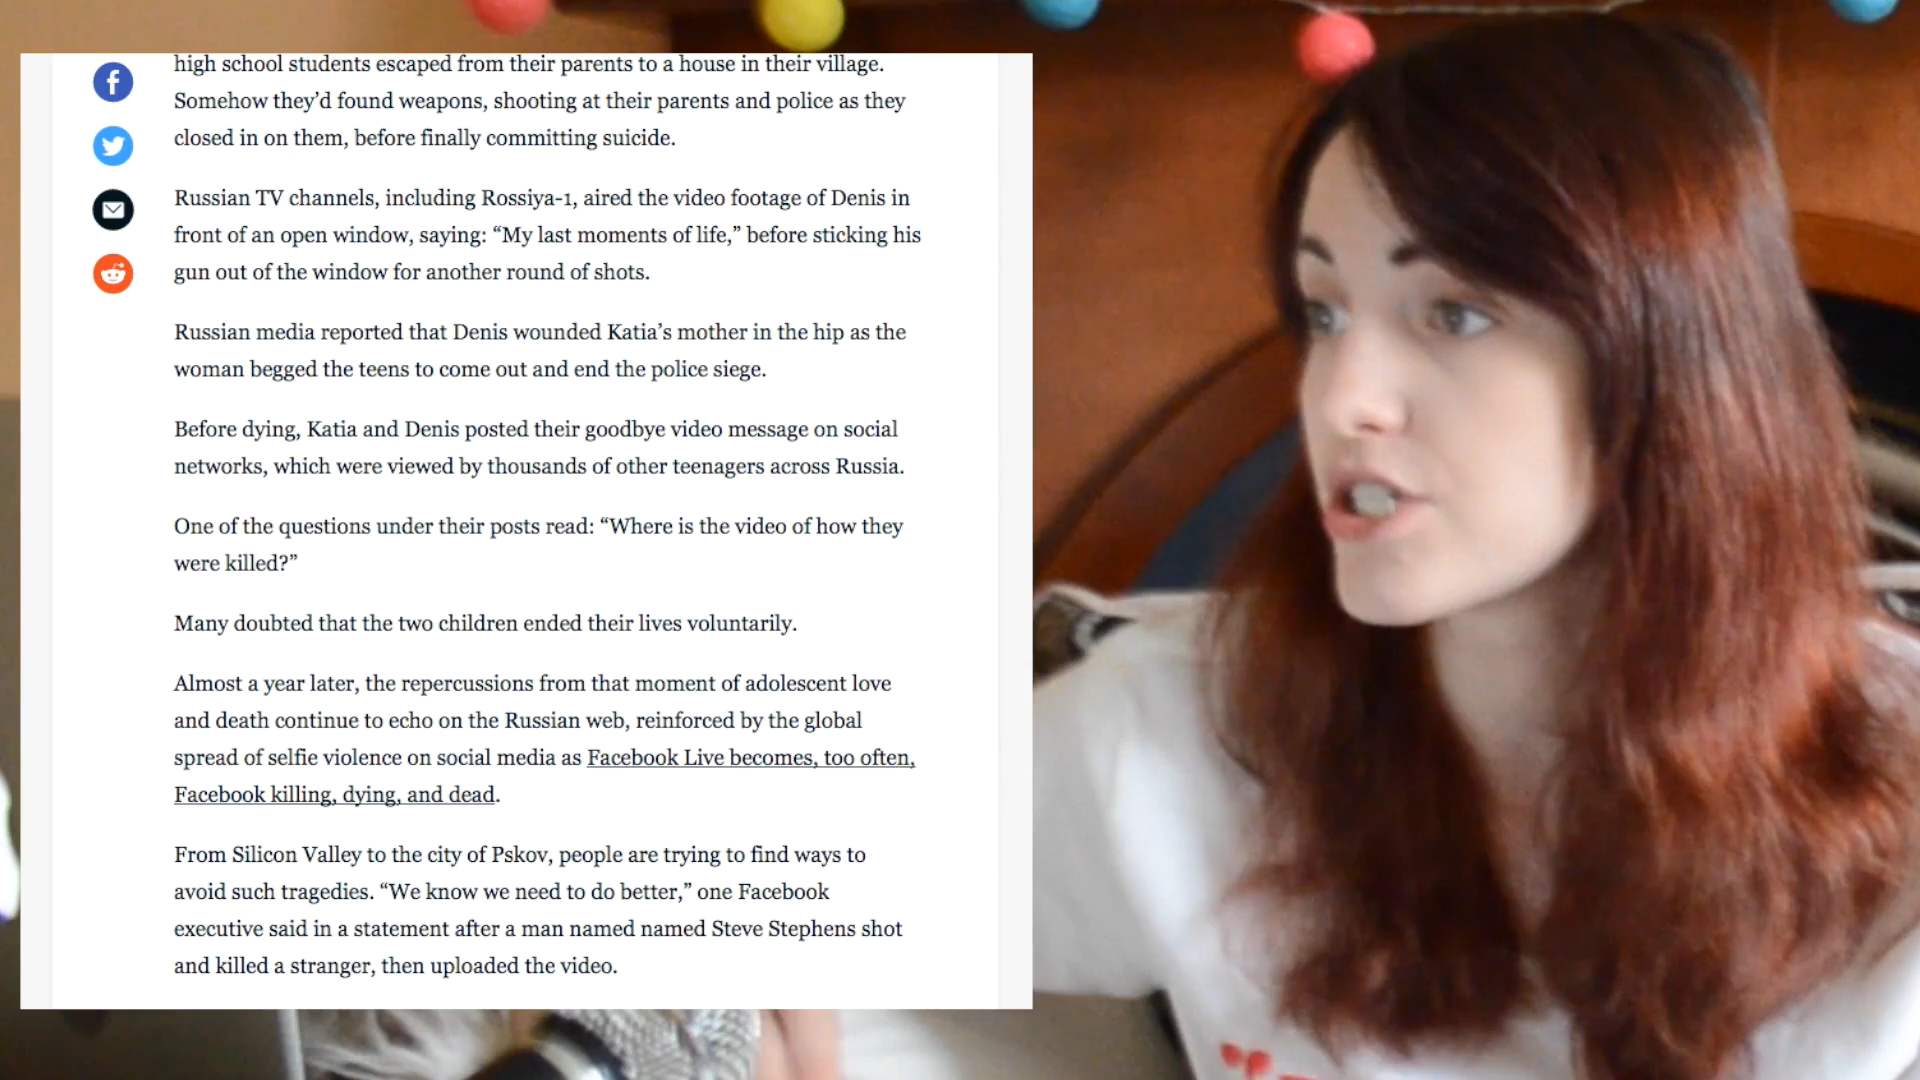 high school students escaped from their parents to a house in their village.
Somehow they’d found weapons, shooting at their parents and police as they
closed in on them, before finally committing suicide.
Russian TV channels, including Rossiya-1, aired the video footage of Denis in
front of an open window, saying: “My last moments of life,” before sticking his
gun out of the window for another round of shots.
Russian media reported that Denis wounded Katia’s mother in the hip as the
woman begged the teens to come out and end the police siege.
Before dying, Katia and Denis posted their goodbye video message on social
networks, which were viewed by thousands of other teenagers across Russia.
One of the questions under their posts read: “Where is the video of how they
were killed?”
Many doubted that the two children ended their lives voluntarily.
Almost a year later, the repercussions from that moment of adolescent love
and death continue to echo on the Russian web, reinforced by the global
spread of selfie violence on social media as Facebook Live becomes, too often,
Facebook killing, dying, and dead.
From Silicon Valley to the city of Pskov, people are trying to find ways to
avoid such tragedies. “We know we need to do better,” one Facebook
executive said in a statement after a man named named Steve Stephens shot
and killed a stranger, then uploaded the video.